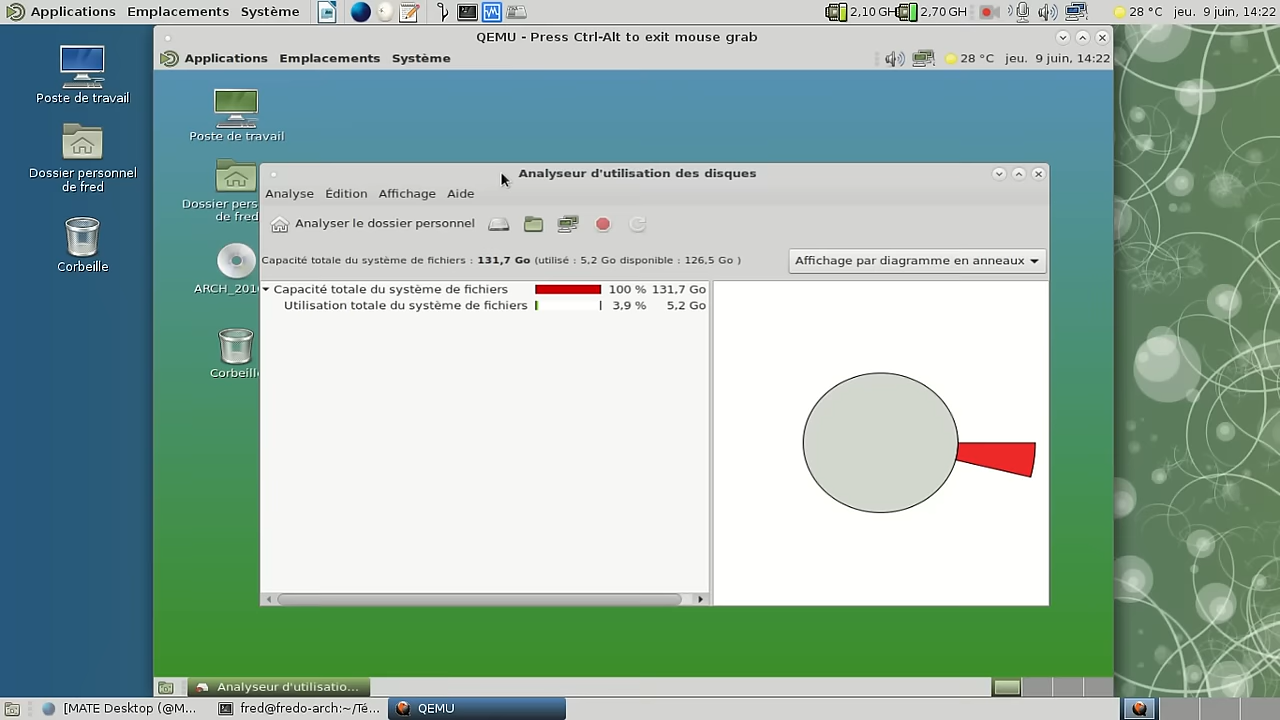 Applications Emplacements Système 2,10 GH 2,70 GH 28 °C jeu. 9 juin, 14:22
QEMU - Press Ctrl-Alt to exit mouse grab
Applications Emplacements Système 28 °C jeu. 9 juin, 14:22
Poste de travail
Dossier personnel
de fred
Corbeille
Poste de travail
Dossier pers
de fred
ARCH_201
Corbeille
Analyseur d'utilisation des disques
Analyse Édition Affichage Aide
Analyser le dossier personnel
Capacité totale du système de fichiers : 131,7 Go (utilisé : 5,2 Go disponible : 126,5 Go )
Affichage par diagramme en anneaux
Capacité totale du système de fichiers 100 % 131,7 Go
Utilisation totale du système de fichiers 3,9 % 5,2 Go
Analyseur d'utilisatio...
[MATE Desktop (@M... fred@fredo-arch:~/Té... QEMU